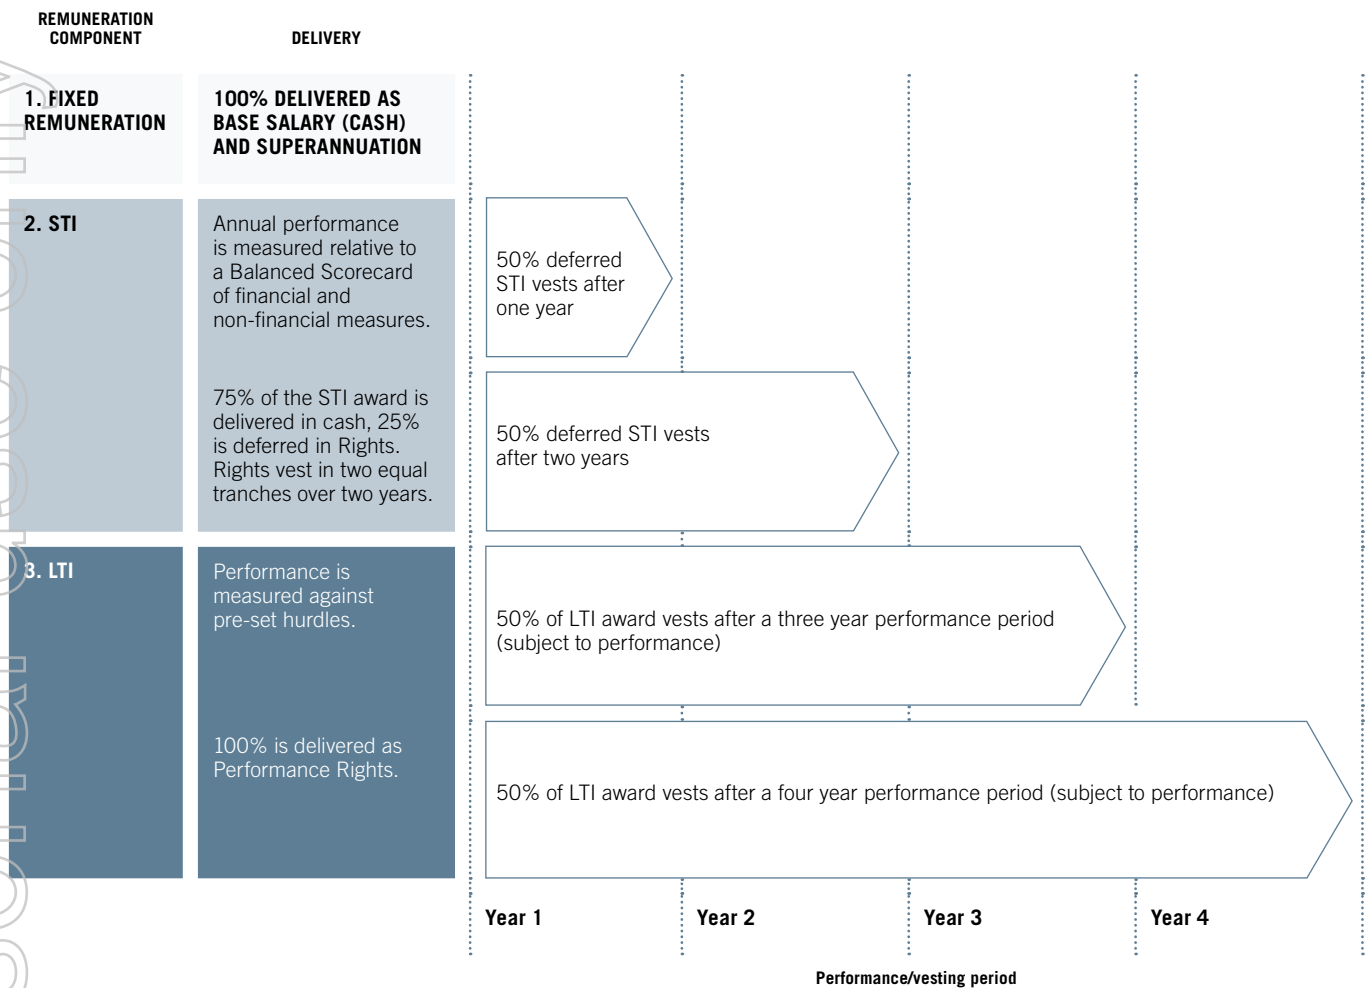 REMUNERATION
COMPONENT
DELIVERY
1. FIXED
REMUNERATION
100% DELIVERED AS
BASE SALARY (CASH)
AND SUPERANNUATION
2. STI
Annual performance
is measured relative to
a Balanced Scorecard
of financial and
non-financial measures.
75% of the STI award is
delivered in cash, 25%
is deferred in Rights.
Rights vest in two equal
tranches over two years.
50% deferred
STI vests after
one year
50% deferred STI vests
after two years
3. LTI
Performance is
measured against
pre-set hurdles.
100% is delivered as
Performance Rights.
50% of LTI award vests after a three year performance period
(subject to performance)
50% of LTI award vests after a four year performance period (subject to performance)
Year 1
Year 2
Year 3
Year 4
Performance/vesting period